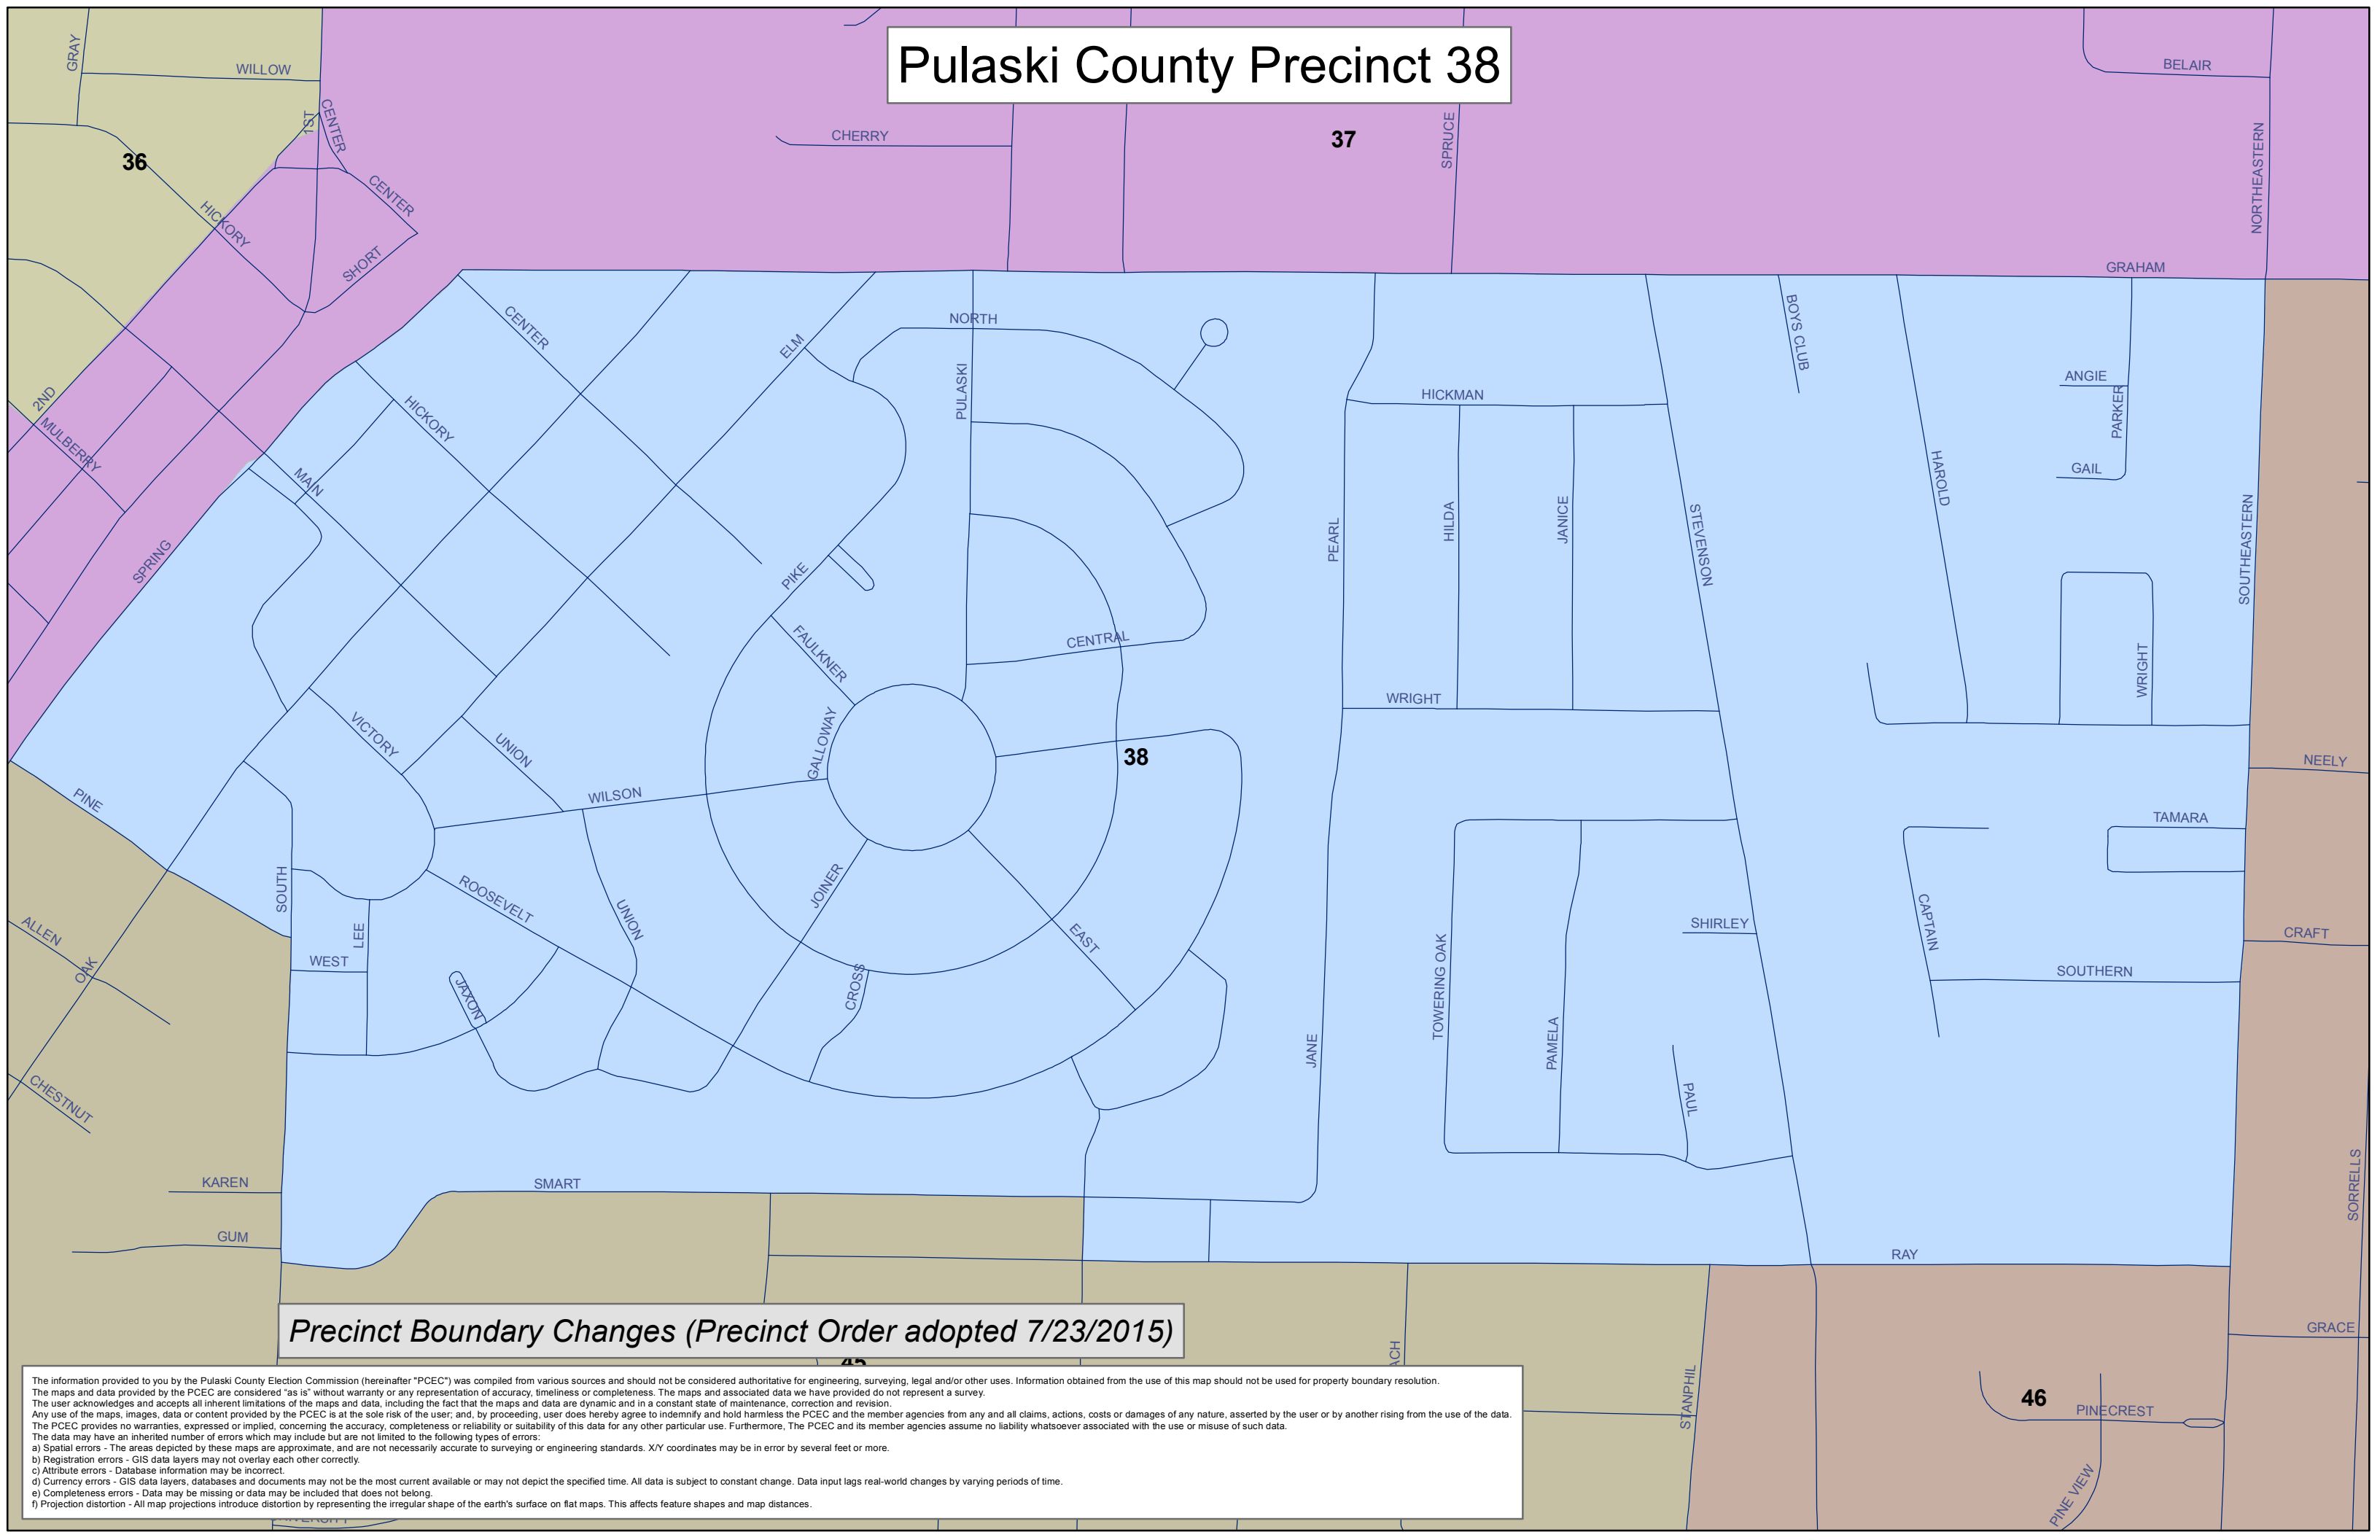 Pulaski County Precinct 38
GRAY
WILLOW
1ST
CENTER
BELAIR
CHERRY
37
SPRUCE
NORTHEASTERN
36
CENTER
HICKORY
SHORT
GRAHAM
CENTER
NORTH
ELM
BOYS CLUB
PULASKI
HICKMAN
ANGIE
PARKER
2ND
MULBERRY
HICKORY
MAIN
GAIL
HAROLD
SPRING
PEARL
HILDA
JANICE
STEVENSON
SOUTHEASTERN
PIKE
FAULKNER
CENTRAL
WRIGHT
WRIGHT
VICTORY
UNION
GALLOWAY
38
NEELY
PINE
WILSON
TAMARA
SOUTH
ROOSEVELT
JOINER
UNION
EAST
SHIRLEY
CAPTAIN
ALLEN
OAK
LEE
WEST
CRAFT
SOUTHERN
JAXON
CROSS
TOWERING OAK
PAMELA
JANE
PAUL
CHESTNUT
KAREN
SMART
SORRELLS
GUM
RAY
Precinct Boundary Changes (Precinct Order adopted 7/23/2015)
GRACE
45
ACH
STANPHIL
46
PINECREST
PINE VIEW
The information provided to you by the Pulaski County Election Commission (hereinafter "PCEC") was compiled from various sources and should not be considered authoritative for engineering, surveying, legal and/or other uses. Information obtained from the use of this map should not be used for property boundary resolution.
The maps and data provided by the PCEC are considered “as is” without warranty or any representation of accuracy, timeliness or completeness. The maps and associated data we have provided do not represent a survey.
The user acknowledges and accepts all inherent limitations of the maps and data, including the fact that the maps and data are dynamic and in a constant state of maintenance, correction and revision.
Any use of the maps, images, data or content provided by the PCEC is at the sole risk of the user; and, by proceeding, user does hereby agree to indemnify and hold harmless the PCEC and the member agencies from any and all claims, actions, costs or damages of any nature, asserted by the user or by another rising from the use of the data.
The PCEC provides no warranties, expressed or implied, concerning the accuracy, completeness or reliability or suitability of this data for any other particular use. Furthermore, The PCEC and its member agencies assume no liability whatsoever associated with the use or misuse of such data.
The data may have an inherited number of errors which may include but are not limited to the following types of errors:
a) Spatial errors - The areas depicted by these maps are approximate, and are not necessarily accurate to surveying or engineering standards. X/Y coordinates may be in error by several feet or more.
b) Registration errors - GIS data layers may not overlay each other correctly.
c) Attribute errors - Database information may be incorrect.
d) Currency errors - GIS data layers, databases and documents may not be the most current available or may not depict the specified time. All data is subject to constant change. Data input lags real-world changes by varying periods of time.
e) Completeness errors - Data may be missing or data may be included that does not belong.
f) Projection distortion - All map projections introduce distortion by representing the irregular shape of the earth's surface on flat maps. This affects feature shapes and map distances.